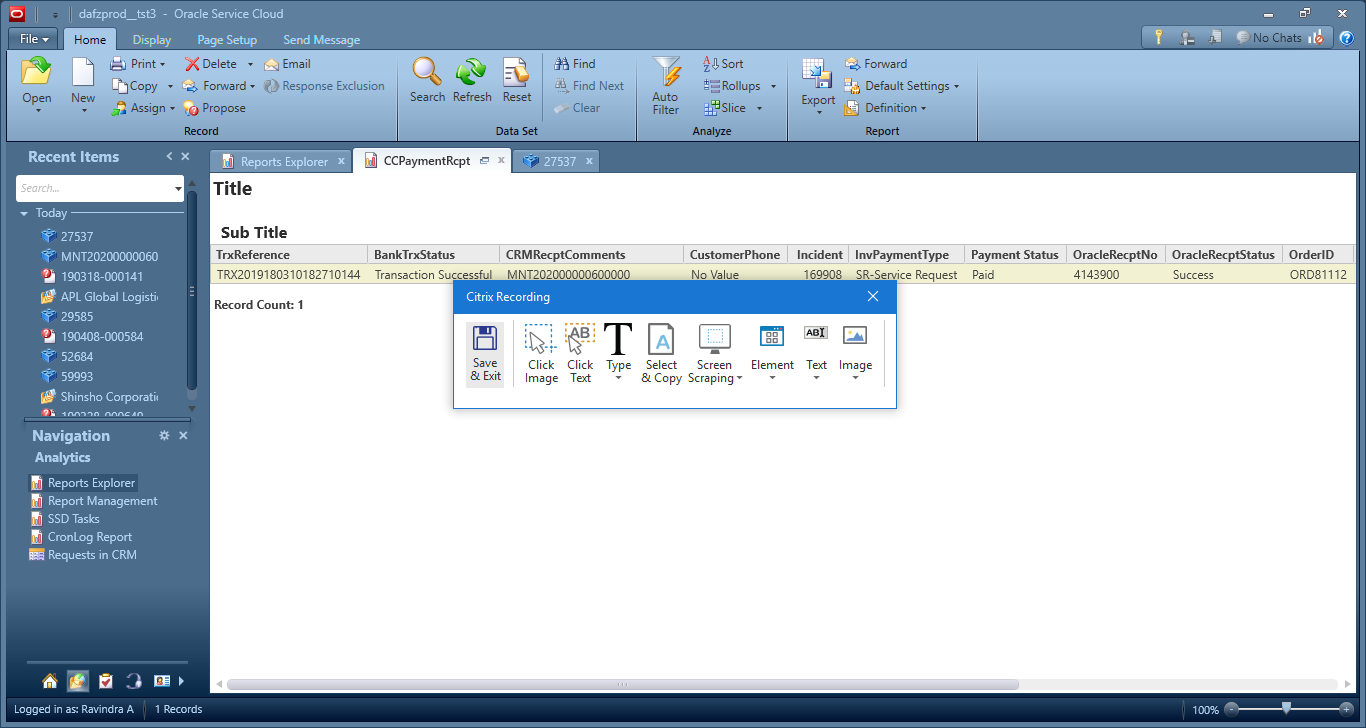 dafzprod__tst3 - Oracle Service Cloud
File Home Display Page Setup Send Message No Chats
Open New Print Delete Email
Copy Forward Response Exclusion
Assign Propose
Record
Search Refresh Reset Find
Find Next
Clear
Data Set
Auto Filter Sort
Rollups
Slice
Analyze
Export Forward
Default Settings
Definition
Report
Recent Items
Search...
Today
27537
MNT20200000060
190318-000141
APL Global Logisti
29585
190408-000584
52684
59993
Shinsho Corporati
190238-000649
Navigation
Analytics
Reports Explorer
Report Management
SSD Tasks
CronLog Report
Requests in CRM
Reports Explorer x CCPaymentRcpt x 27537 x
Title
Sub Title
TrxReference BankTrxStatus CRMRecptComments CustomerPhone Incident InvPaymentType Payment Status OracleRecptNo OracleRecptStatus OrderID
TRX2019180310182710144 Transaction Successful MNT202000000600000 No Value 169908 SR-Service Request Paid 4143900 Success ORD81112
Record Count: 1
Citrix Recording
Save & Exit
Click Image
AB
Click Text
T
Type
A
Select & Copy
Screen Scraping
Element
ABI
Text
Image
Logged in as: Ravindra A 1 Records 100%